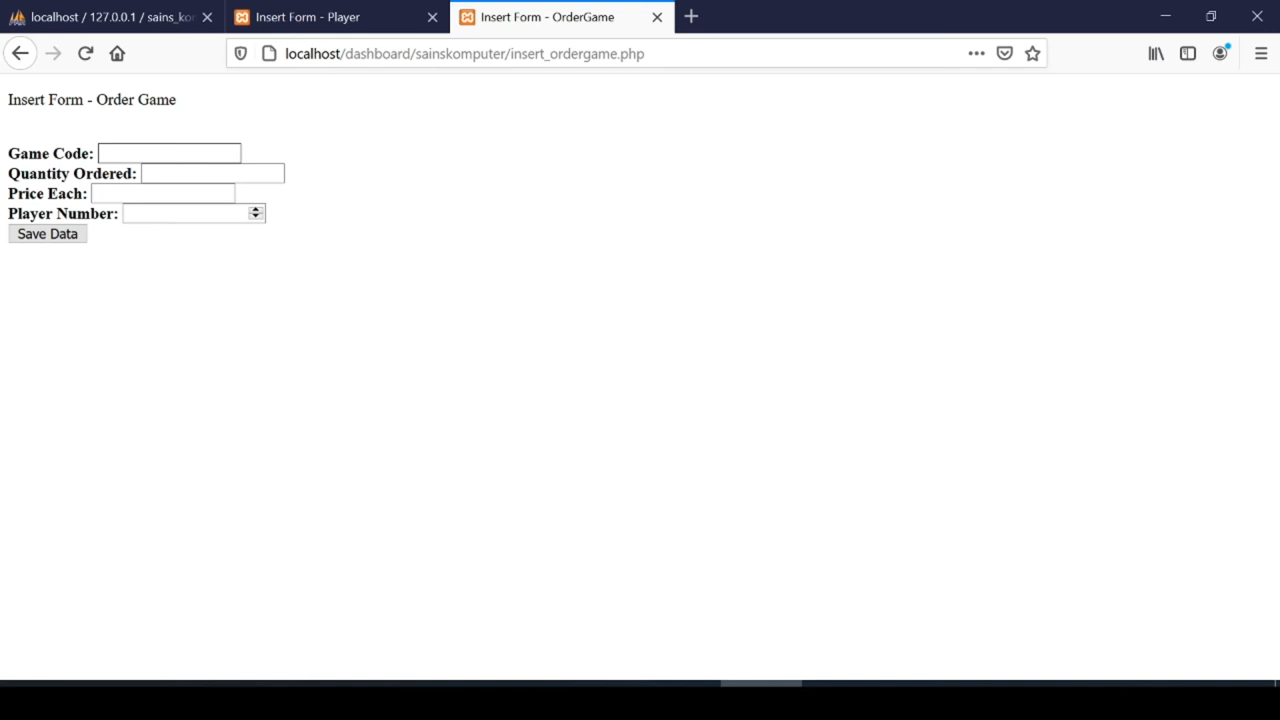 localhost / 127.0.0.1 / sains_ko
Insert Form - Player
Insert Form - OrderGame
localhost/dashboard/sainskomputer/insert_ordergame.php
Insert Form - Order Game
Game Code:
Quantity Ordered:
Price Each:
Player Number:
Save Data